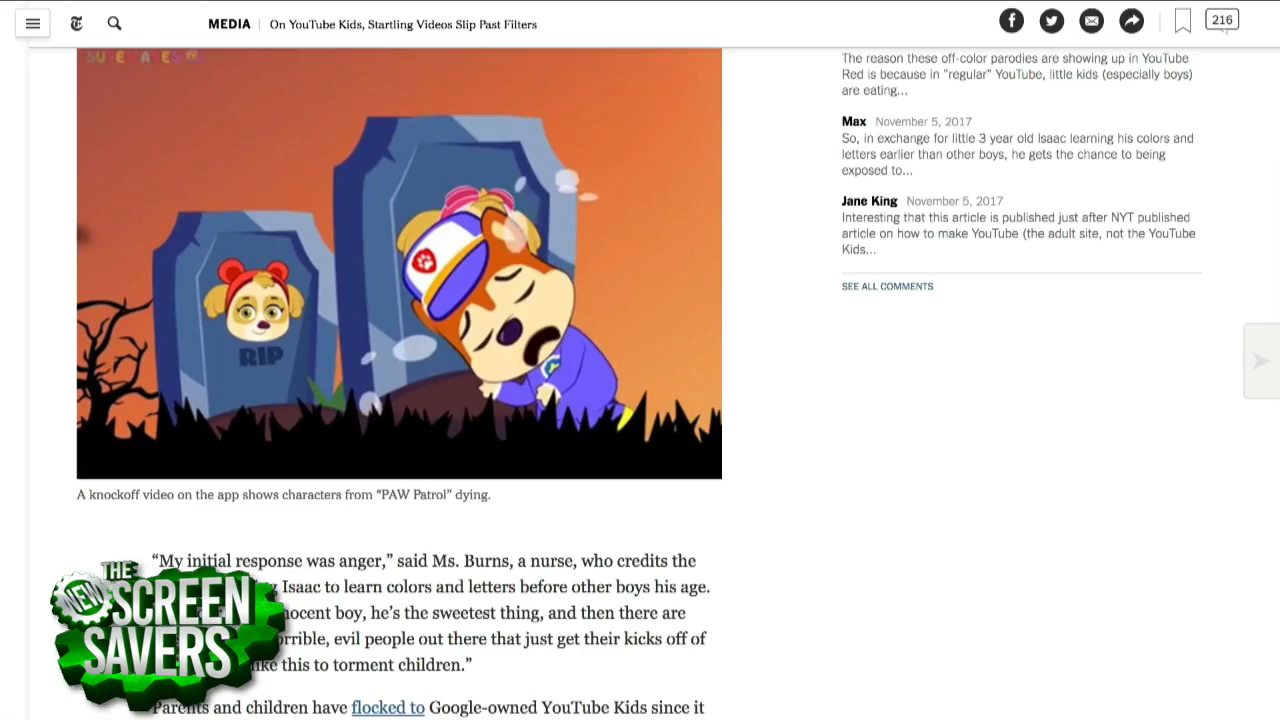 MEDIA | On YouTube Kids, Startling Videos Slip Past Filters
216
RIP
A knockoff video on the app shows characters from “PAW Patrol” dying.
“My initial response was anger,” said Ms. Burns, a nurse, who credits the
Isaac to learn colors and letters before other boys his age.
boy, he’s the sweetest thing, and then there are
evil people out there that just get their kicks off of
this to torment children.”
Parents and children have flocked to Google-owned YouTube Kids since it
The reason these off-color parodies are showing up in YouTube
Red is because in "regular" YouTube, little kids (especially boys)
are eating...
Max November 5, 2017
So, in exchange for little 3 year old Isaac learning his colors and
letters earlier than other boys, he gets the chance to being
exposed to...
Jane King November 5, 2017
Interesting that this article is published just after NYT published
article on how to make YouTube (the adult site, not the YouTube
Kids...
SEE ALL COMMENTS
THE
NEW
SCREEN
SAVERS